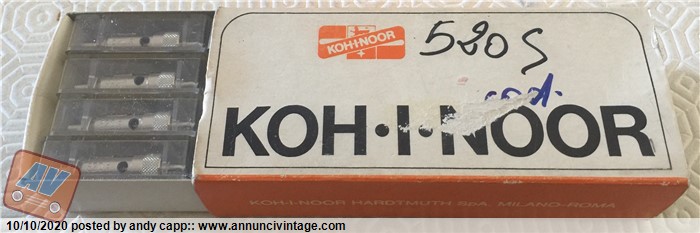 KOH-I-NOOR
520S
KOH·I·NOOR
KOH-I-NOOR HARDTMUTH SpA. MILANO-ROMA
AV
10/10/2020 posted by andy capp:: www.annuncivintage.com